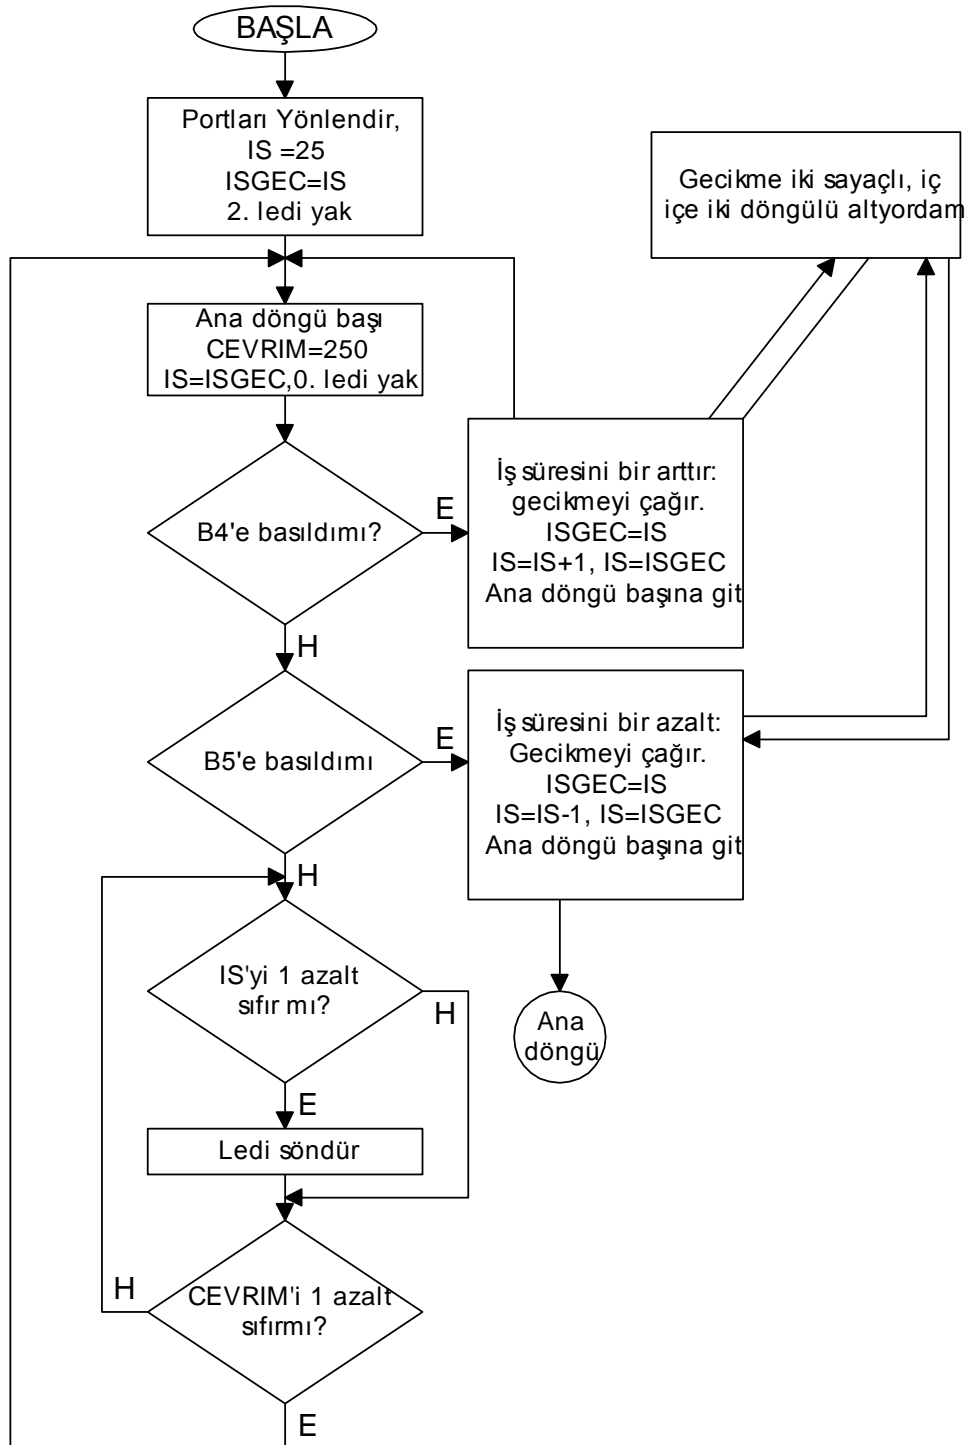 BAŞLA
Portları Yönlendir,
IS =25
ISGEC=IS
2. ledi yak
Gecikme iki sayaçlı, iç
içe iki döngülü altyordam
Ana döngü başı
CEVRIM=250
IS=ISGEC,0. ledi yak
B4'e basıldımı?
E
İş süresini bir arttır:
gecikmeyi çağır.
ISGEC=IS
IS=IS+1, IS=ISGEC
Ana döngü başına git
H
B5'e basıldımı
E
İş süresini bir azalt:
Gecikmeyi çağır.
ISGEC=IS
IS=IS-1, IS=ISGEC
Ana döngü başına git
H
IS'yi 1 azalt
sıfır mı?
H
Ana
döngü
E
Ledi söndür
H
CEVRIM'i 1 azalt
sıfırmı?
E